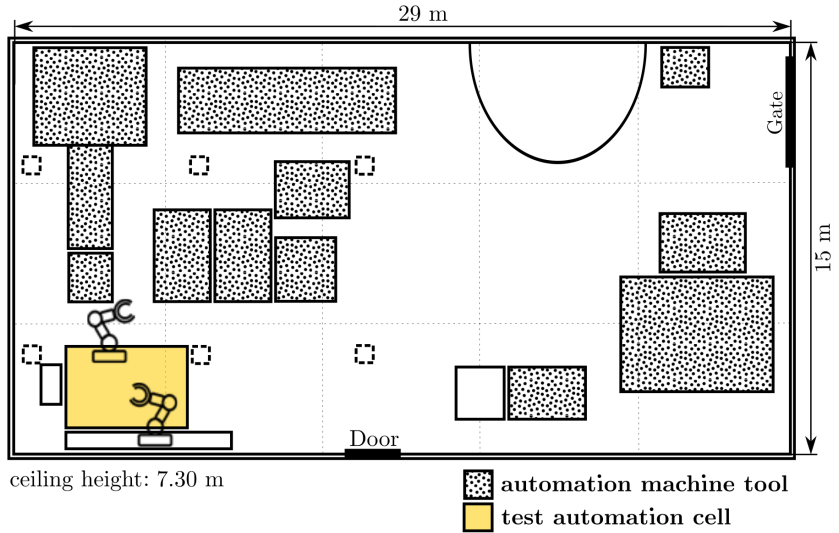 29 m
Gate
15 m
Door
ceiling height: 7.30 m
automation machine tool
test automation cell